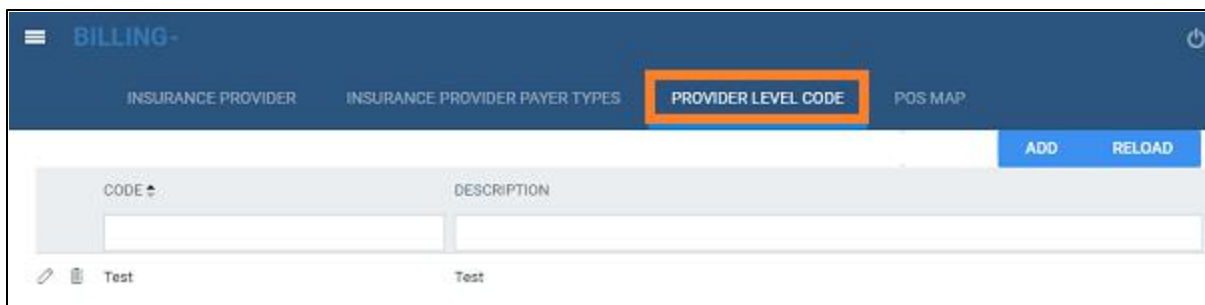 BILLING-
INSURANCE PROVIDER INSURANCE PROVIDER PAYER TYPES PROVIDER LEVEL CODE POS MAP
ADD RELOAD
CODE DESCRIPTION
Test Test